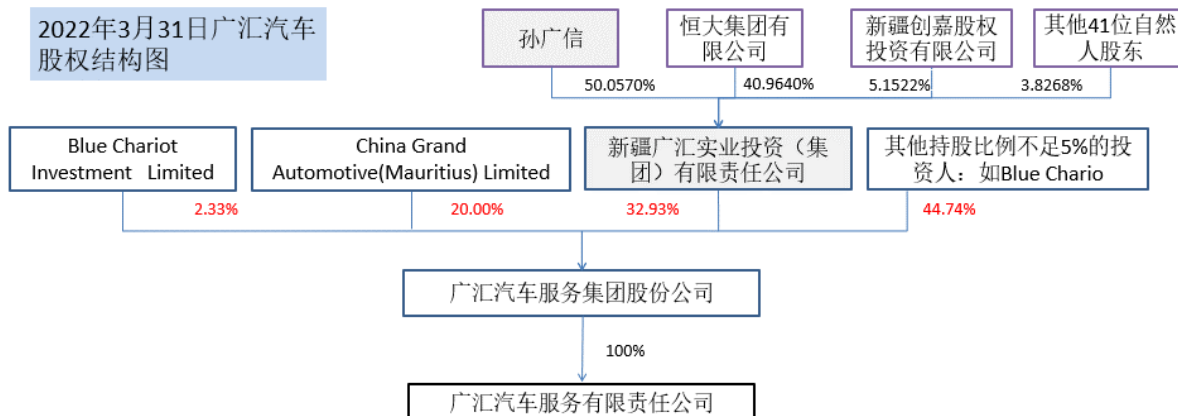 2022年3月31日广汇汽车
股权结构图
孙广信
恒大集团有
限公司
新疆创嘉股权
投资有限公司
其他41位自然
人股东
50.0570%
40.9640%
5.1522%
3.8268%
Blue Chariot
Investment Limited
China Grand
Automotive(Mauritius) Limited
新疆广汇实业投资（集
团）有限责任公司
其他持股比例不足5%的投
资人：如Blue Chario
2.33%
20.00%
32.93%
44.74%
广汇汽车服务集团股份公司
100%
广汇汽车服务有限责任公司